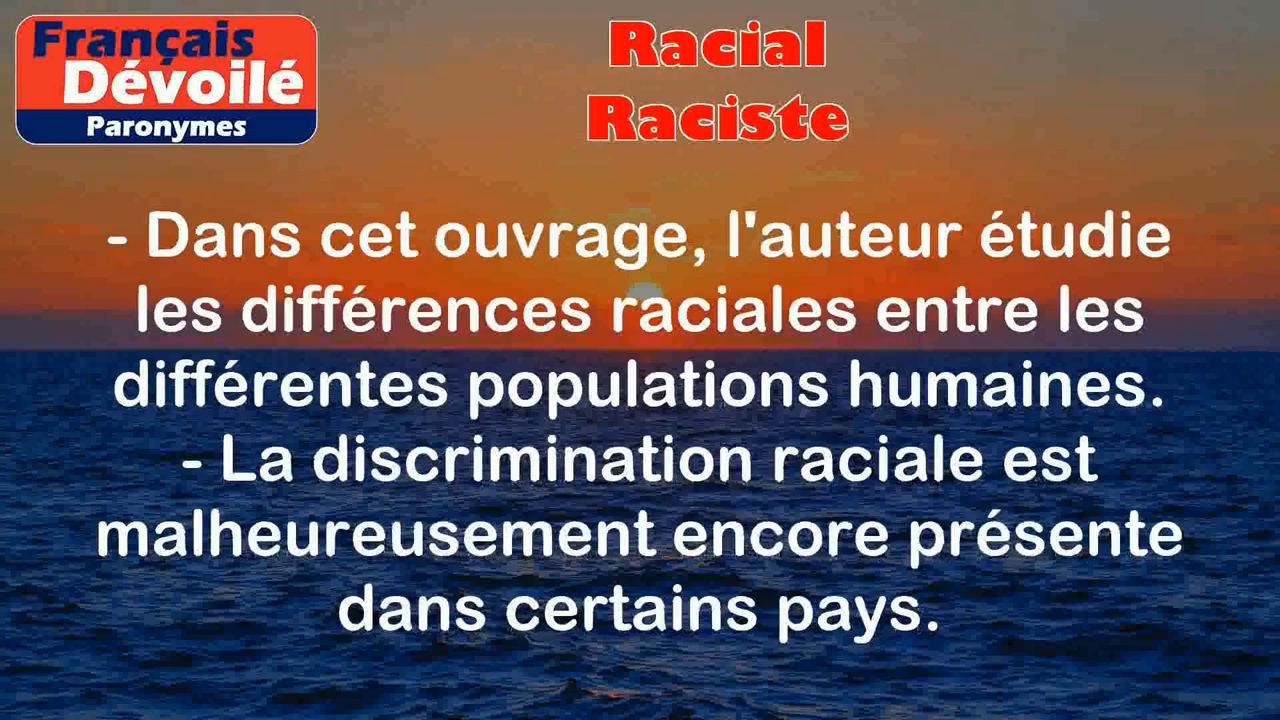 Français
Dévoilé
Paronymes
Racial
Raciste
- Dans cet ouvrage, l'auteur étudie
les différences raciales entre les
différentes populations humaines.
- La discrimination raciale est
malheureusement encore présente
dans certains pays.